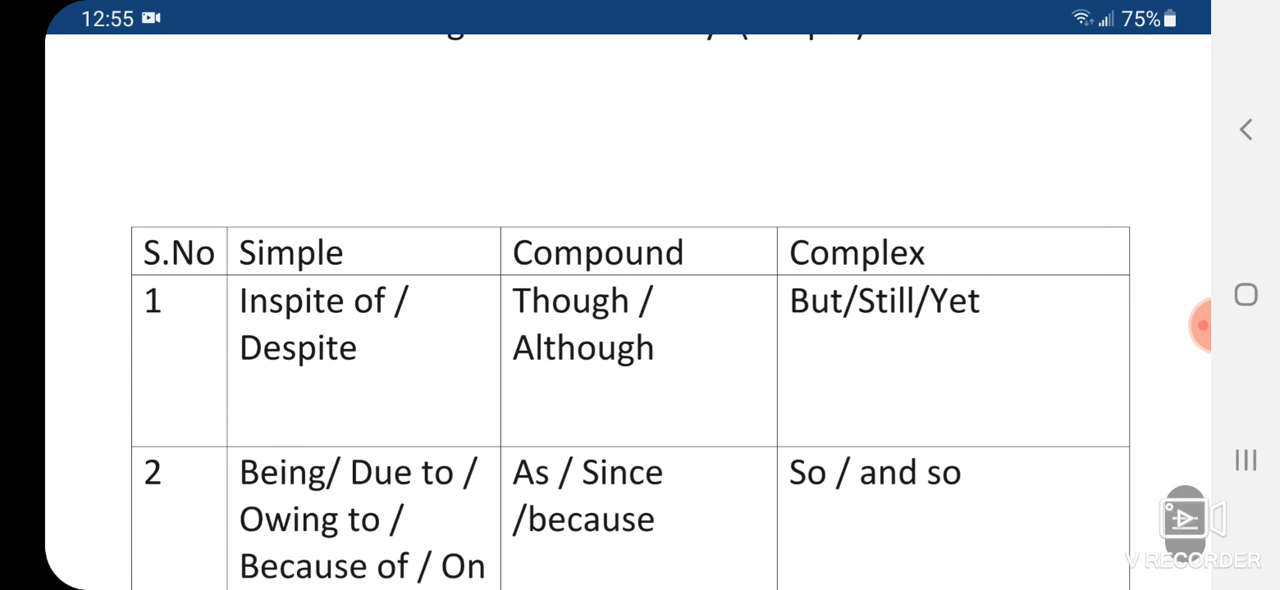 12:55 75%
S.No Simple Compound Complex
1 Inspite of / Though / But/Still/Yet
Despite Although
2 Being/ Due to / As / Since So / and so
Owing to / /because
Because of / On
V RECORDER